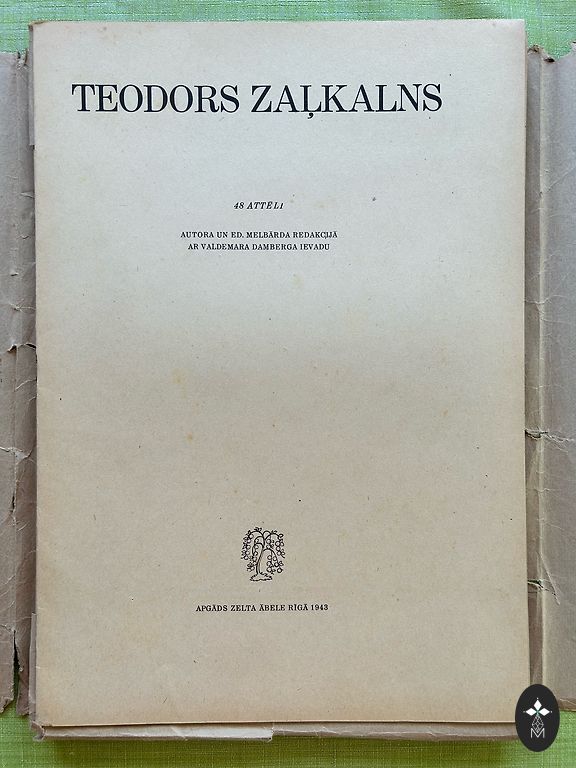 TEODORS ZAĻKALNS
48 ATTĒLI
AUTORA UN ED. MELBĀRDA REDAKCIJĀ
AR VALDEMARA DAMBERGA IEVADU
APGĀDS ZELTA ĀBELE RĪGĀ 1943
M